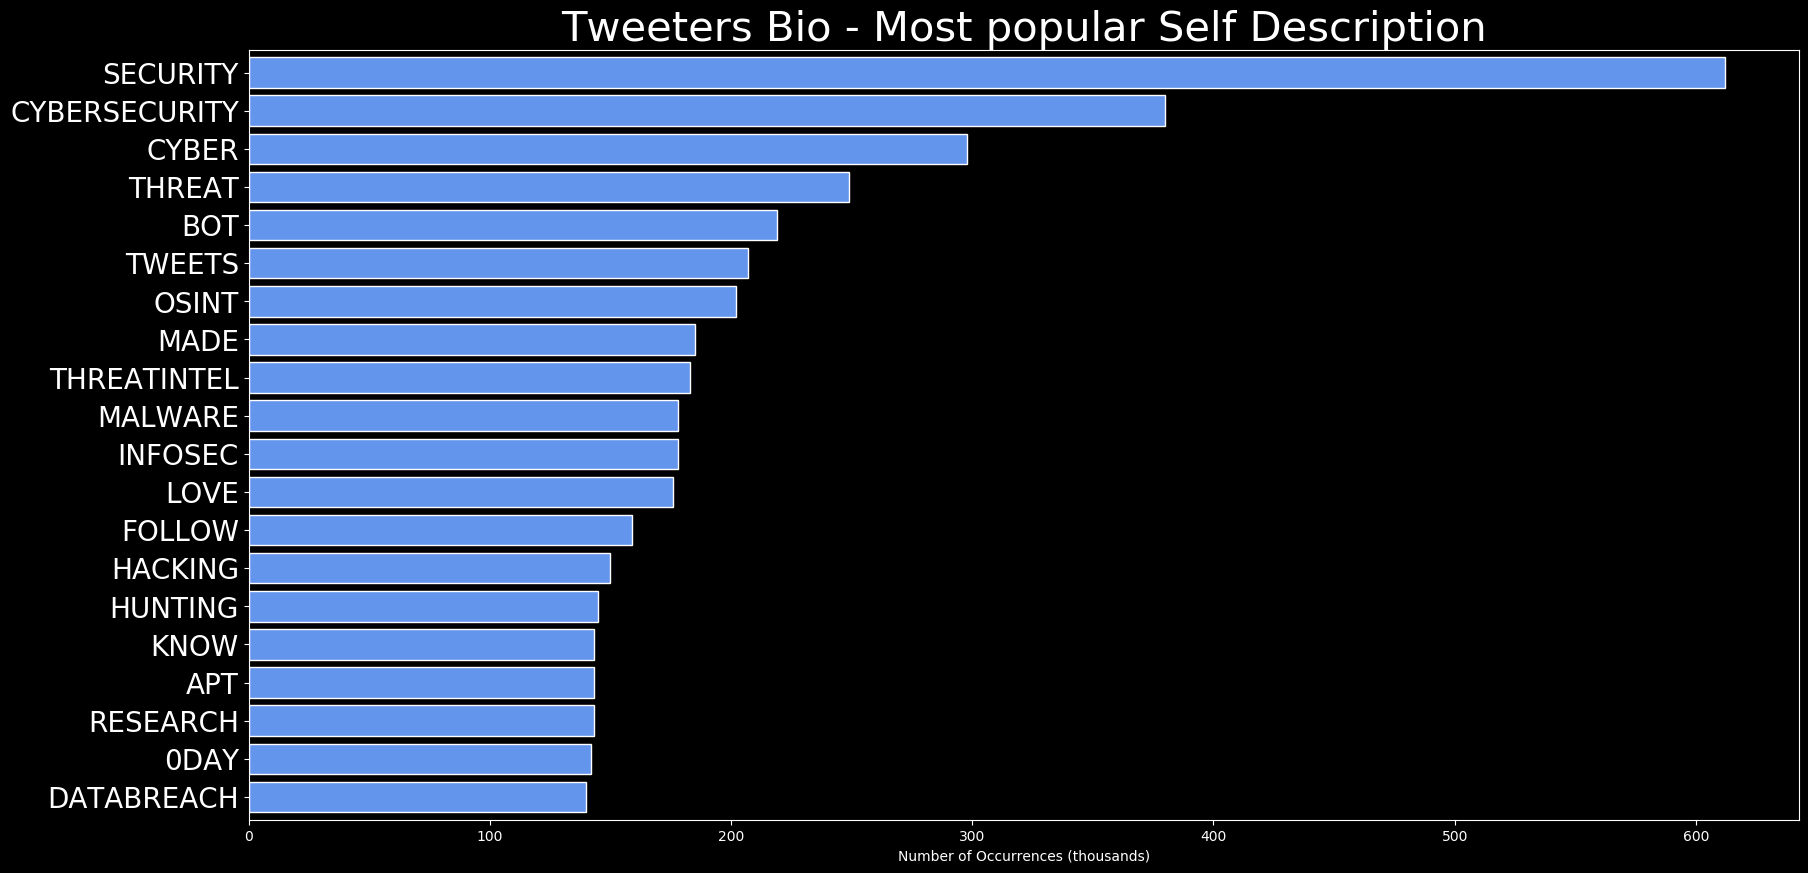 Tweeters Bio - Most popular Self Description
SECURITY
CYBERSECURITY
CYBER
THREAT
BOT
TWEETS
OSINT
MADE
THREATINTEL
MALWARE
INFOSEC
LOVE
FOLLOW
HACKING
HUNTING
KNOW
APT
RESEARCH
0DAY
DATABREACH
0 100 200 300 400 500 600
Number of Occurrences (thousands)